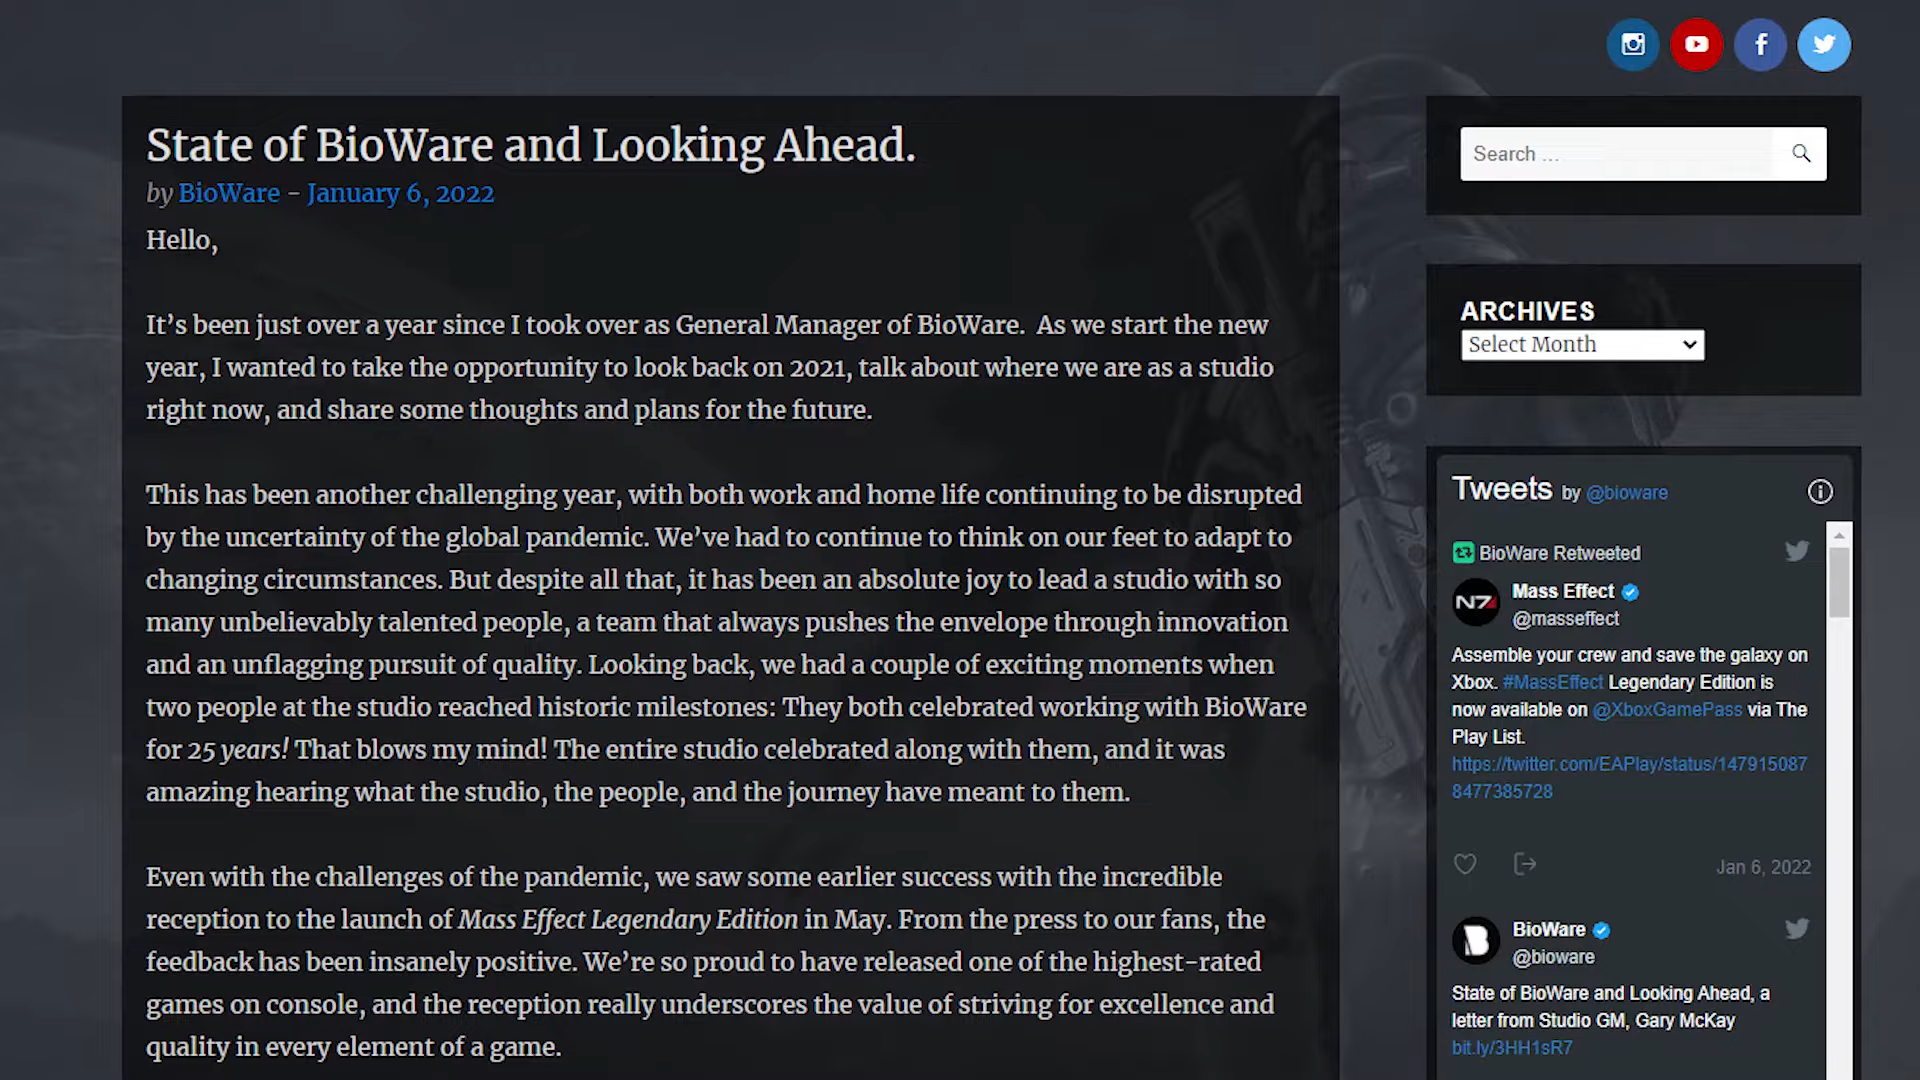 State of BioWare and Looking Ahead.
by BioWare – January 6, 2022
Hello,
It’s been just over a year since I took over as General Manager of BioWare.  As we start the new
year, I wanted to take the opportunity to look back on 2021, talk about where we are as a studio
right now, and share some thoughts and plans for the future.
This has been another challenging year, with both work and home life continuing to be disrupted
by the uncertainty of the global pandemic. We’ve had to continue to think on our feet to adapt to
changing circumstances. But despite all that, it has been an absolute joy to lead a studio with so
many unbelievably talented people, a team that always pushes the envelope through innovation
and an unflagging pursuit of quality. Looking back, we had a couple of exciting moments when
two people at the studio reached historic milestones: They both celebrated working with BioWare
for 25 years! That blows my mind! The entire studio celebrated along with them, and it was
amazing hearing what the studio, the people, and the journey have meant to them.
Even with the challenges of the pandemic, we saw some earlier success with the incredible
reception to the launch of Mass Effect Legendary Edition in May. From the press to our fans, the
feedback has been insanely positive. We’re so proud to have released one of the highest-rated
games on console, and the reception really underscores the value of striving for excellence and
quality in every element of a game.
Search …
ARCHIVES
Select Month
Tweets by @bioware
BioWare Retweeted
N7
Mass Effect
@masseffect
Assemble your crew and save the galaxy on
Xbox. #MassEffect Legendary Edition is
now available on @XboxGamePass via The
Play List.
https://twitter.com/EAPlay/status/147915087
8477385728
Jan 6, 2022
BioWare
@bioware
State of BioWare and Looking Ahead, a
letter from Studio GM, Gary McKay
bit.ly/3HH1sR7